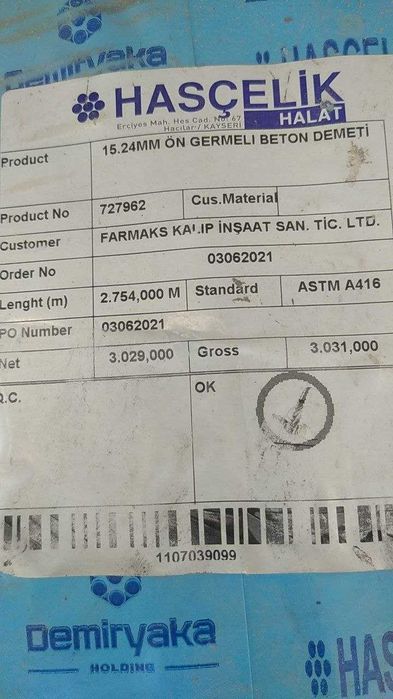 Demiryaka
HASÇEL
HASÇELİK
HALAT
Erciyes Mah. Hes Cad. No: 67
Hacılar / KAYSERİ
Product 15.24MM ÖN GERMELİ BETON DEMETİ
Product No 727962 Cus.Material
Customer FARMAKS KALIP İNŞAAT SAN. TİC. LTD.
Order No 03062021
Lenght (m) 2.754,000 M Standard ASTM A416
PO Number 03062021
Net 3.029,000 Gross 3.031,000
Q.C. OK
1107039099
Demiryaka
HOLDING
HAS